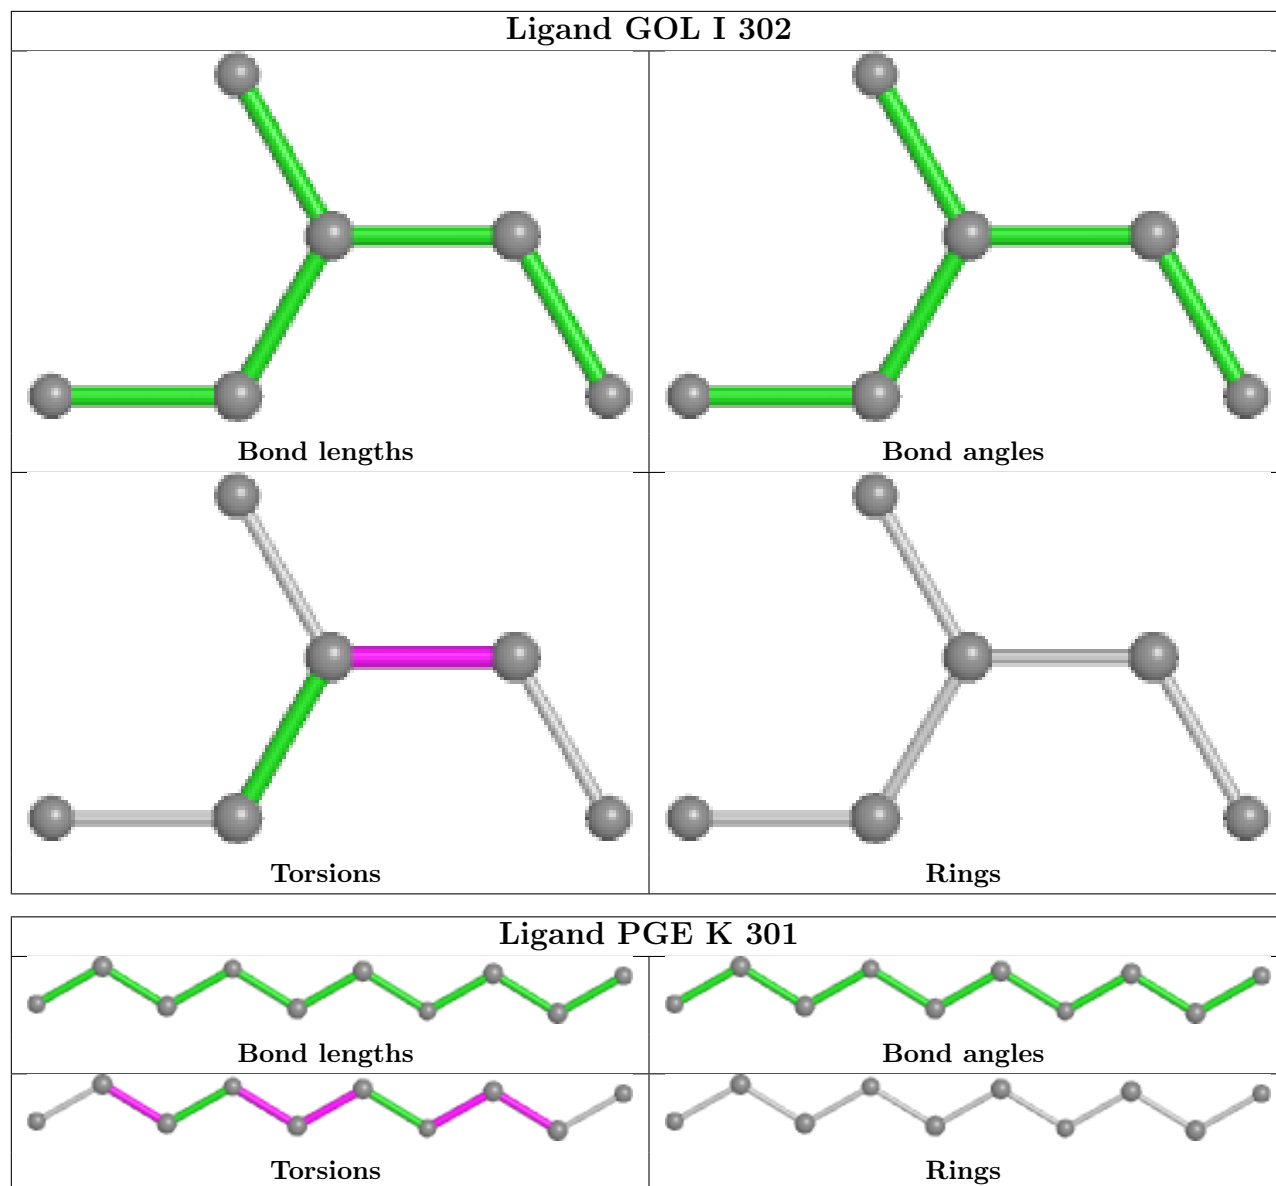 Ligand GOL I 302
Bond lengths
Bond angles
Torsions
Rings
Ligand PGE K 301
Bond lengths
Bond angles
Torsions
Rings